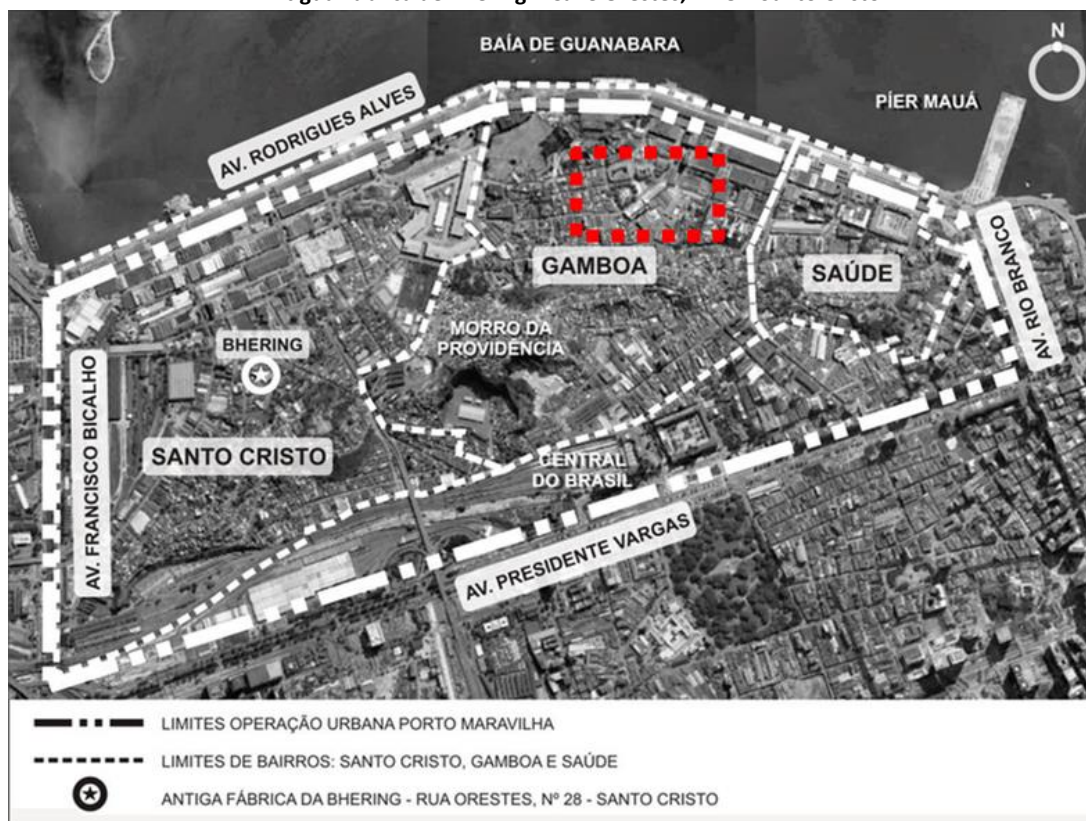 BAÍA DE GUANABARA
N
PÍER MAUÁ
AV. RODRIGUES ALVES
GAMBOA
SAÚDE
AV. RIO BRANCO
MORRO DA
PROVIDÊNCIA
BHERING
AV. FRANCISCO BICALHO
SANTO CRISTO
CENTRAL
DO BRASIL
AV. PRESIDENTE VARGAS
LIMITES OPERAÇÃO URBANA PORTO MARAVILHA
LIMITES DE BAIRROS: SANTO CRISTO, GAMBOA E SAÚDE
ANTIGA FÁBRICA DA BHERING - RUA ORESTES, Nº 28 - SANTO CRISTO